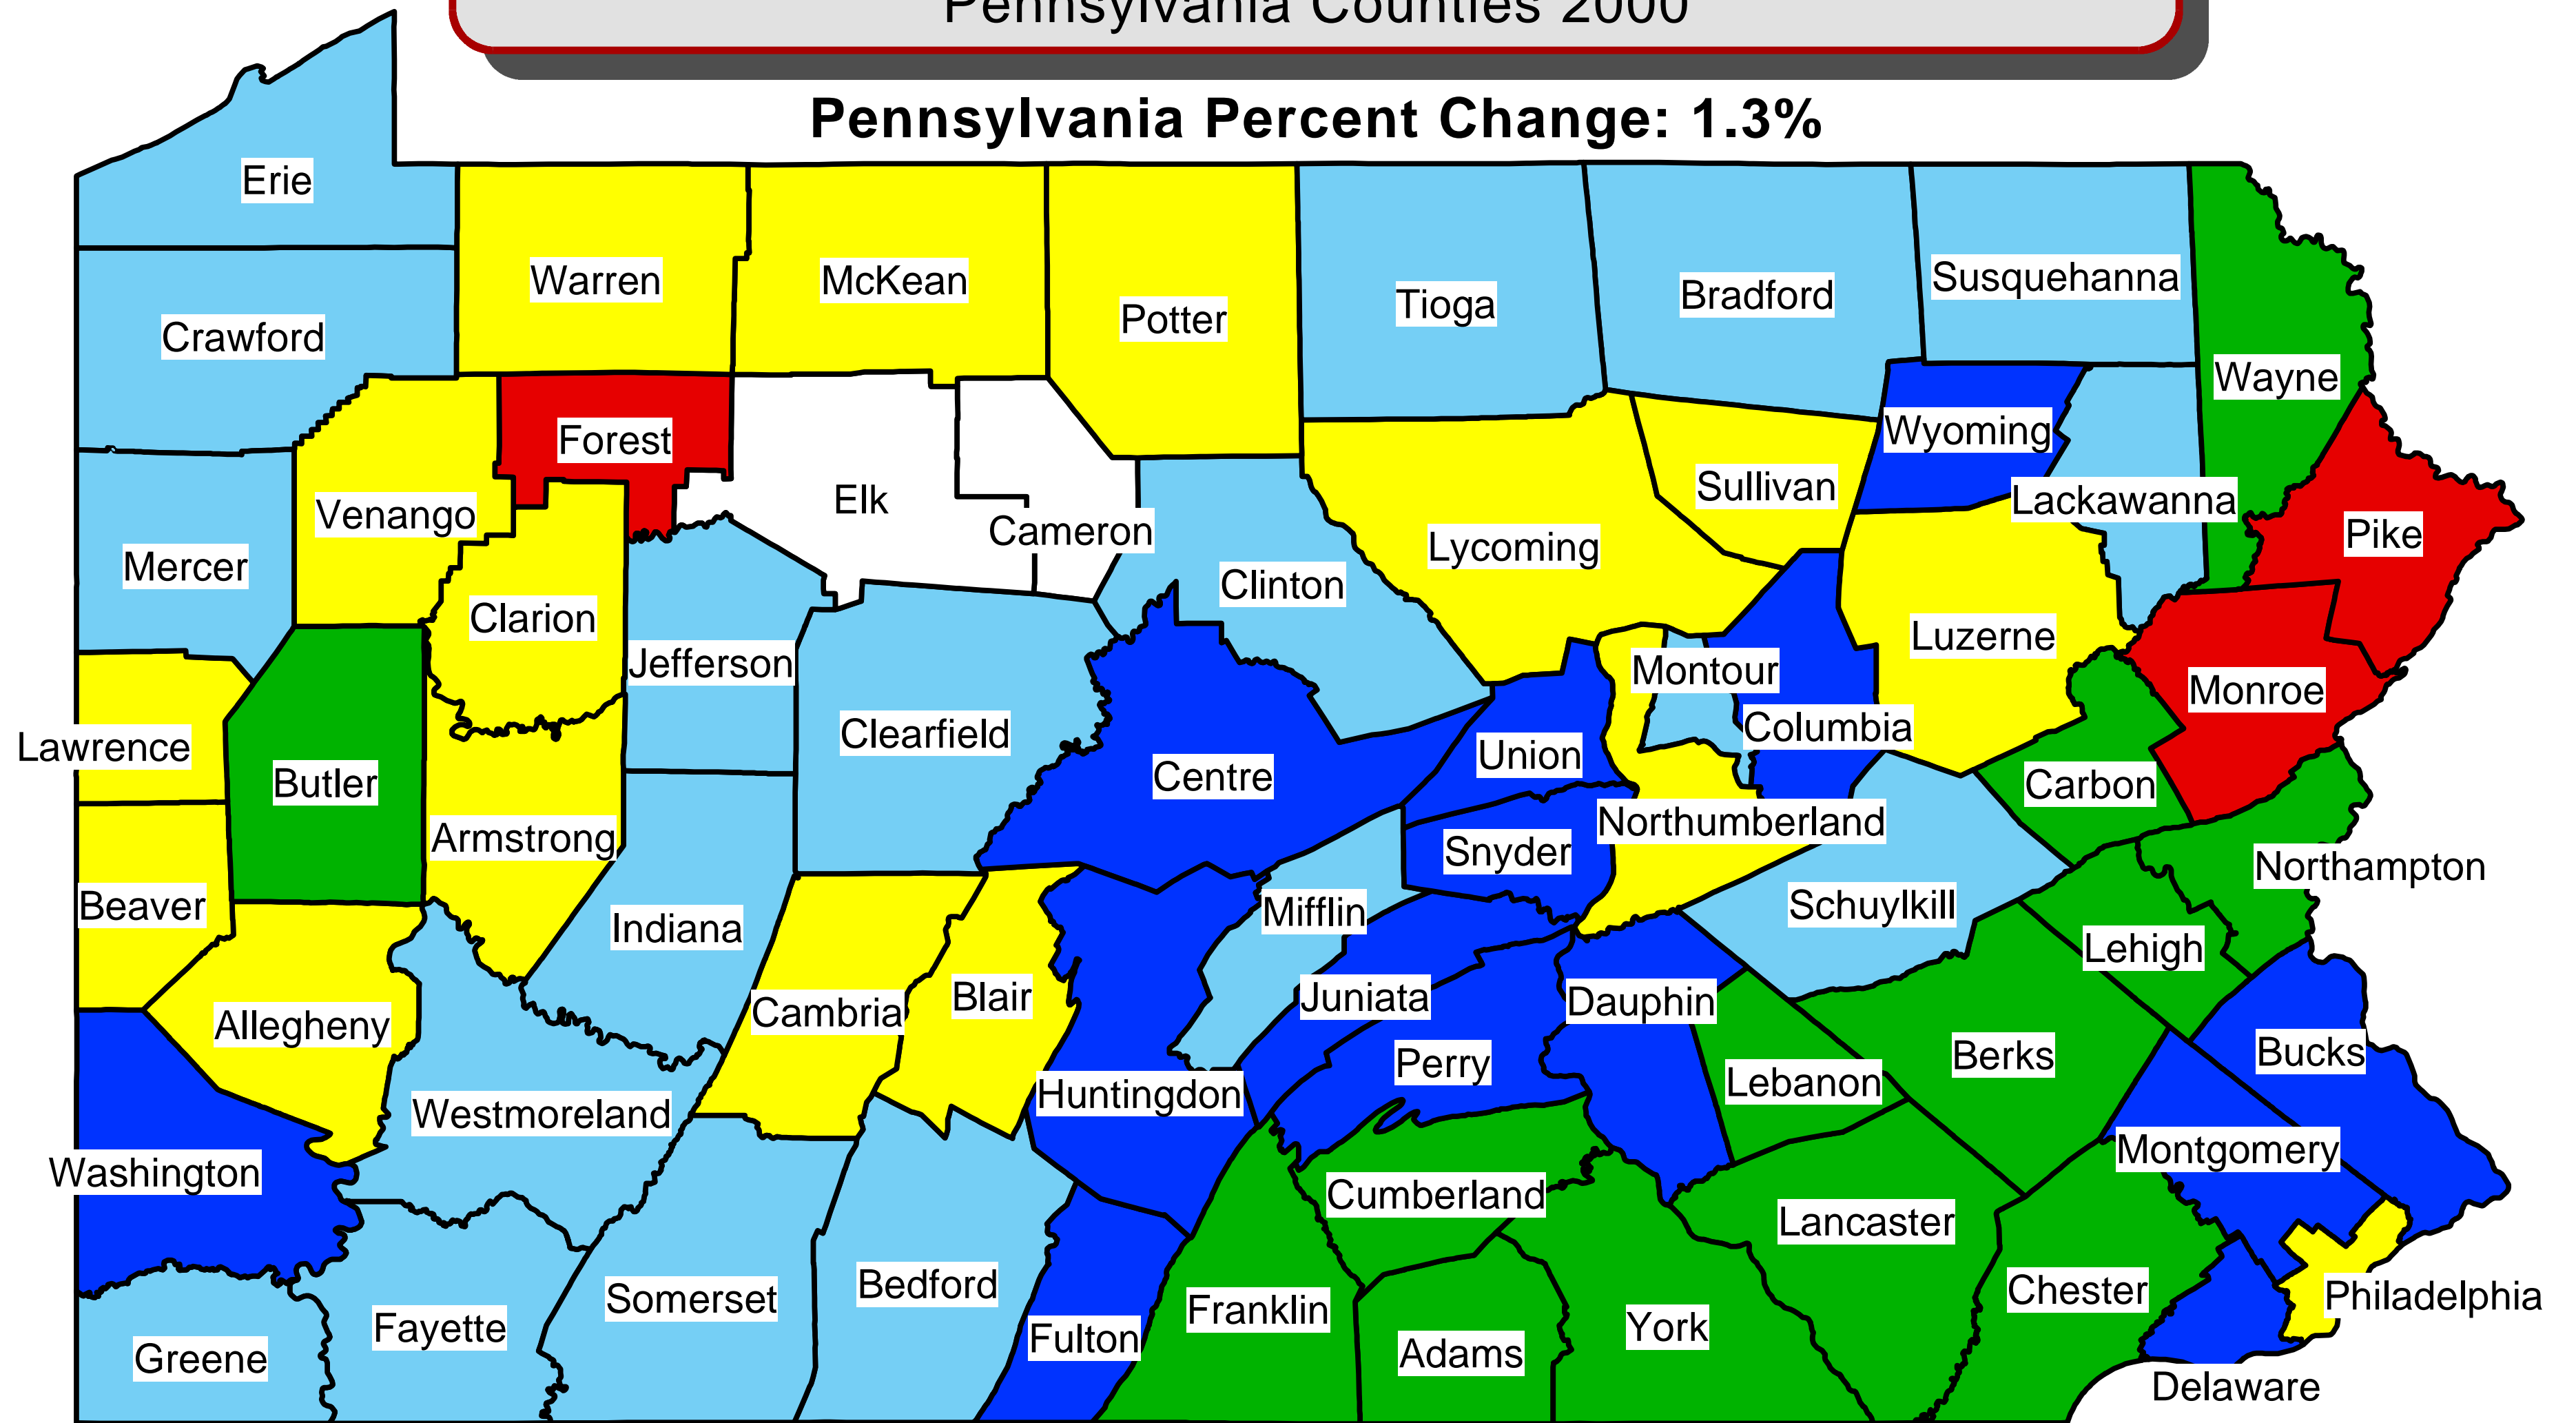 Pennsylvania Counties 2000
Pennsylvania Percent Change: 1.3%
Erie
Warren
McKean
Potter
Tioga
Bradford
Susquehanna
Wayne
Crawford
Forest
Wyoming
Venango
Elk
Cameron
Sullivan
Lackawanna
Pike
Mercer
Clarion
Clinton
Lycoming
Luzerne
Jefferson
Montour
Monroe
Lawrence
Butler
Clearfield
Centre
Union
Columbia
Carbon
Armstrong
Snyder
Northumberland
Northampton
Beaver
Indiana
Mifflin
Schuylkill
Lehigh
Allegheny
Cambria
Blair
Juniata
Dauphin
Berks
Bucks
Westmoreland
Huntingdon
Perry
Lebanon
Washington
Cumberland
Lancaster
Montgomery
Greene
Fayette
Somerset
Bedford
Fulton
Franklin
Adams
York
Chester
Philadelphia
Delaware